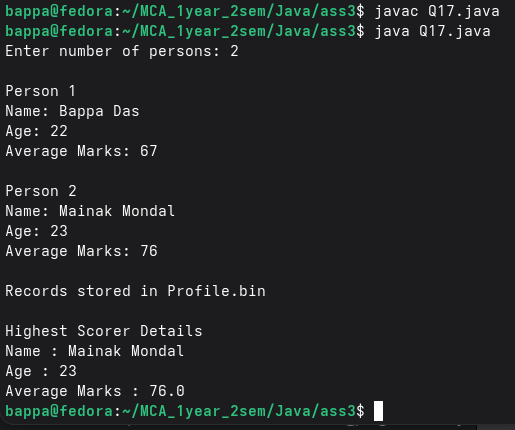 bappa@fedora:~/MCA_1year_2sem/Java/ass3$ javac Q17.java
bappa@fedora:~/MCA_1year_2sem/Java/ass3$ java Q17.java
Enter number of persons: 2
Person 1
Name: Bappa Das
Age: 22
Average Marks: 67
Person 2
Name: Mainak Mondal
Age: 23
Average Marks: 76
Records stored in Profile.bin
Highest Scorer Details
Name : Mainak Mondal
Age : 23
Average Marks : 76.0
bappa@fedora:~/MCA_1year_2sem/Java/ass3$